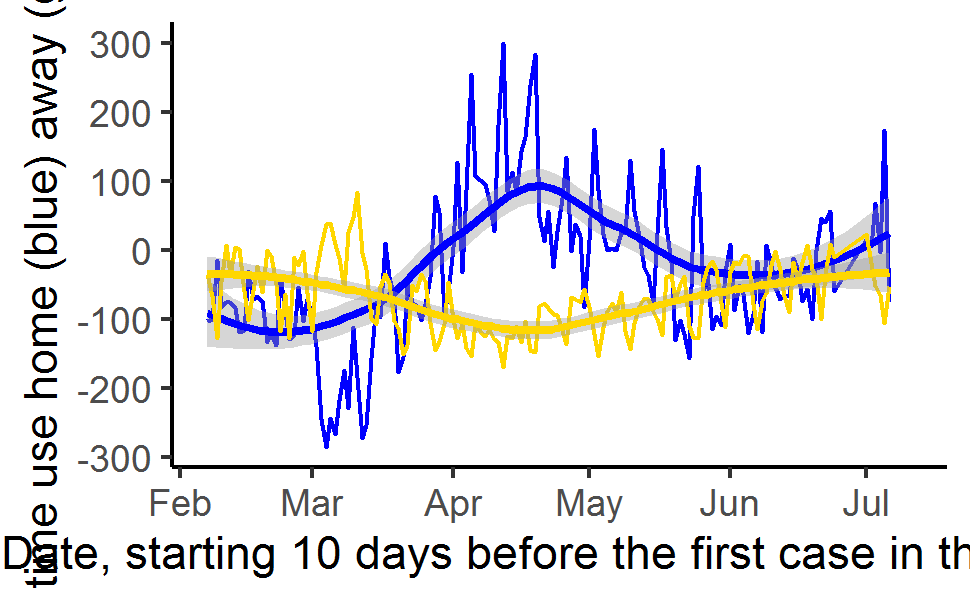 time use home (blue) away (
300
200
100
0
-100
-200
-300
Feb Mar Apr May Jun Jul
Date, starting 10 days before the first case in th